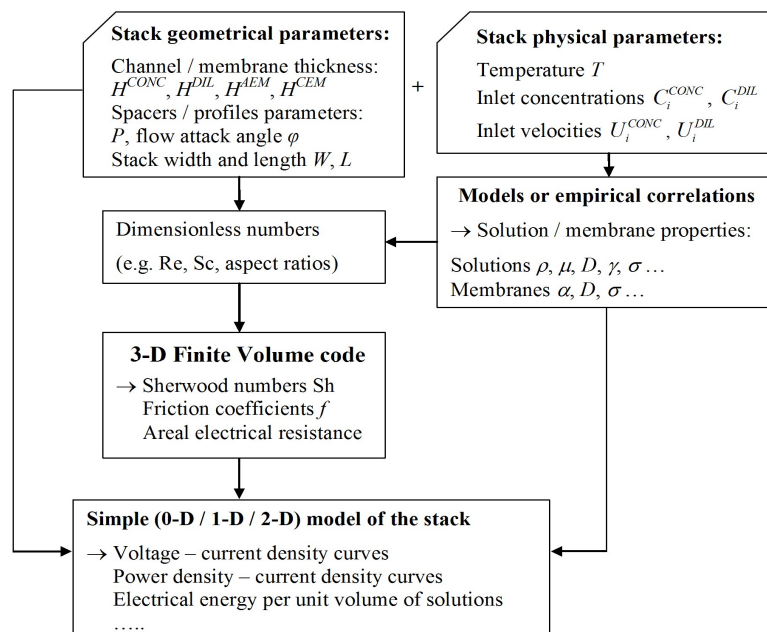 Stack geometrical parameters:
Channel / membrane thickness:
H^CONC, H^DIL, H^AEM, H^CEM
Spacers / profiles parameters:
P, flow attack angle φ
Stack width and length W, L
+
Stack physical parameters:
Temperature T
Inlet concentrations C_i^CONC , C_i^DIL
Inlet velocities U_i^CONC , U_i^DIL
Models or empirical correlations
→ Solution / membrane properties:
Solutions ρ, μ, D, γ, σ …
Membranes α, D, σ …
Dimensionless numbers
(e.g. Re, Sc, aspect ratios)
3-D Finite Volume code
→ Sherwood numbers Sh
Friction coefficients f
Areal electrical resistance
Simple (0-D / 1-D / 2-D) model of the stack
→ Voltage – current density curves
Power density – current density curves
Electrical energy per unit volume of solutions
…..